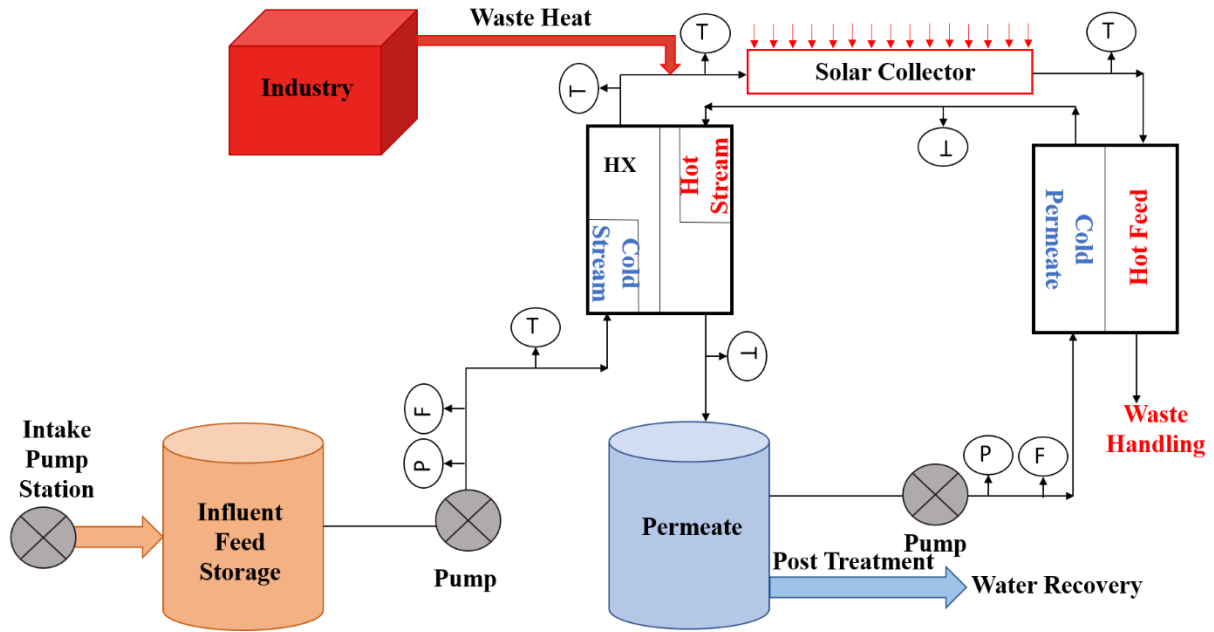 Waste Heat
T
T
Industry
Solar Collector
T
T
HX
Hot
Stream
Cold
Stream
Cold
Permeate
Hot Feed
T
T
F
P
Intake
Pump
Station
Influent
Feed
Storage
Pump
Permeate
P
F
Pump
Waste
Handling
Post Treatment
Water Recovery